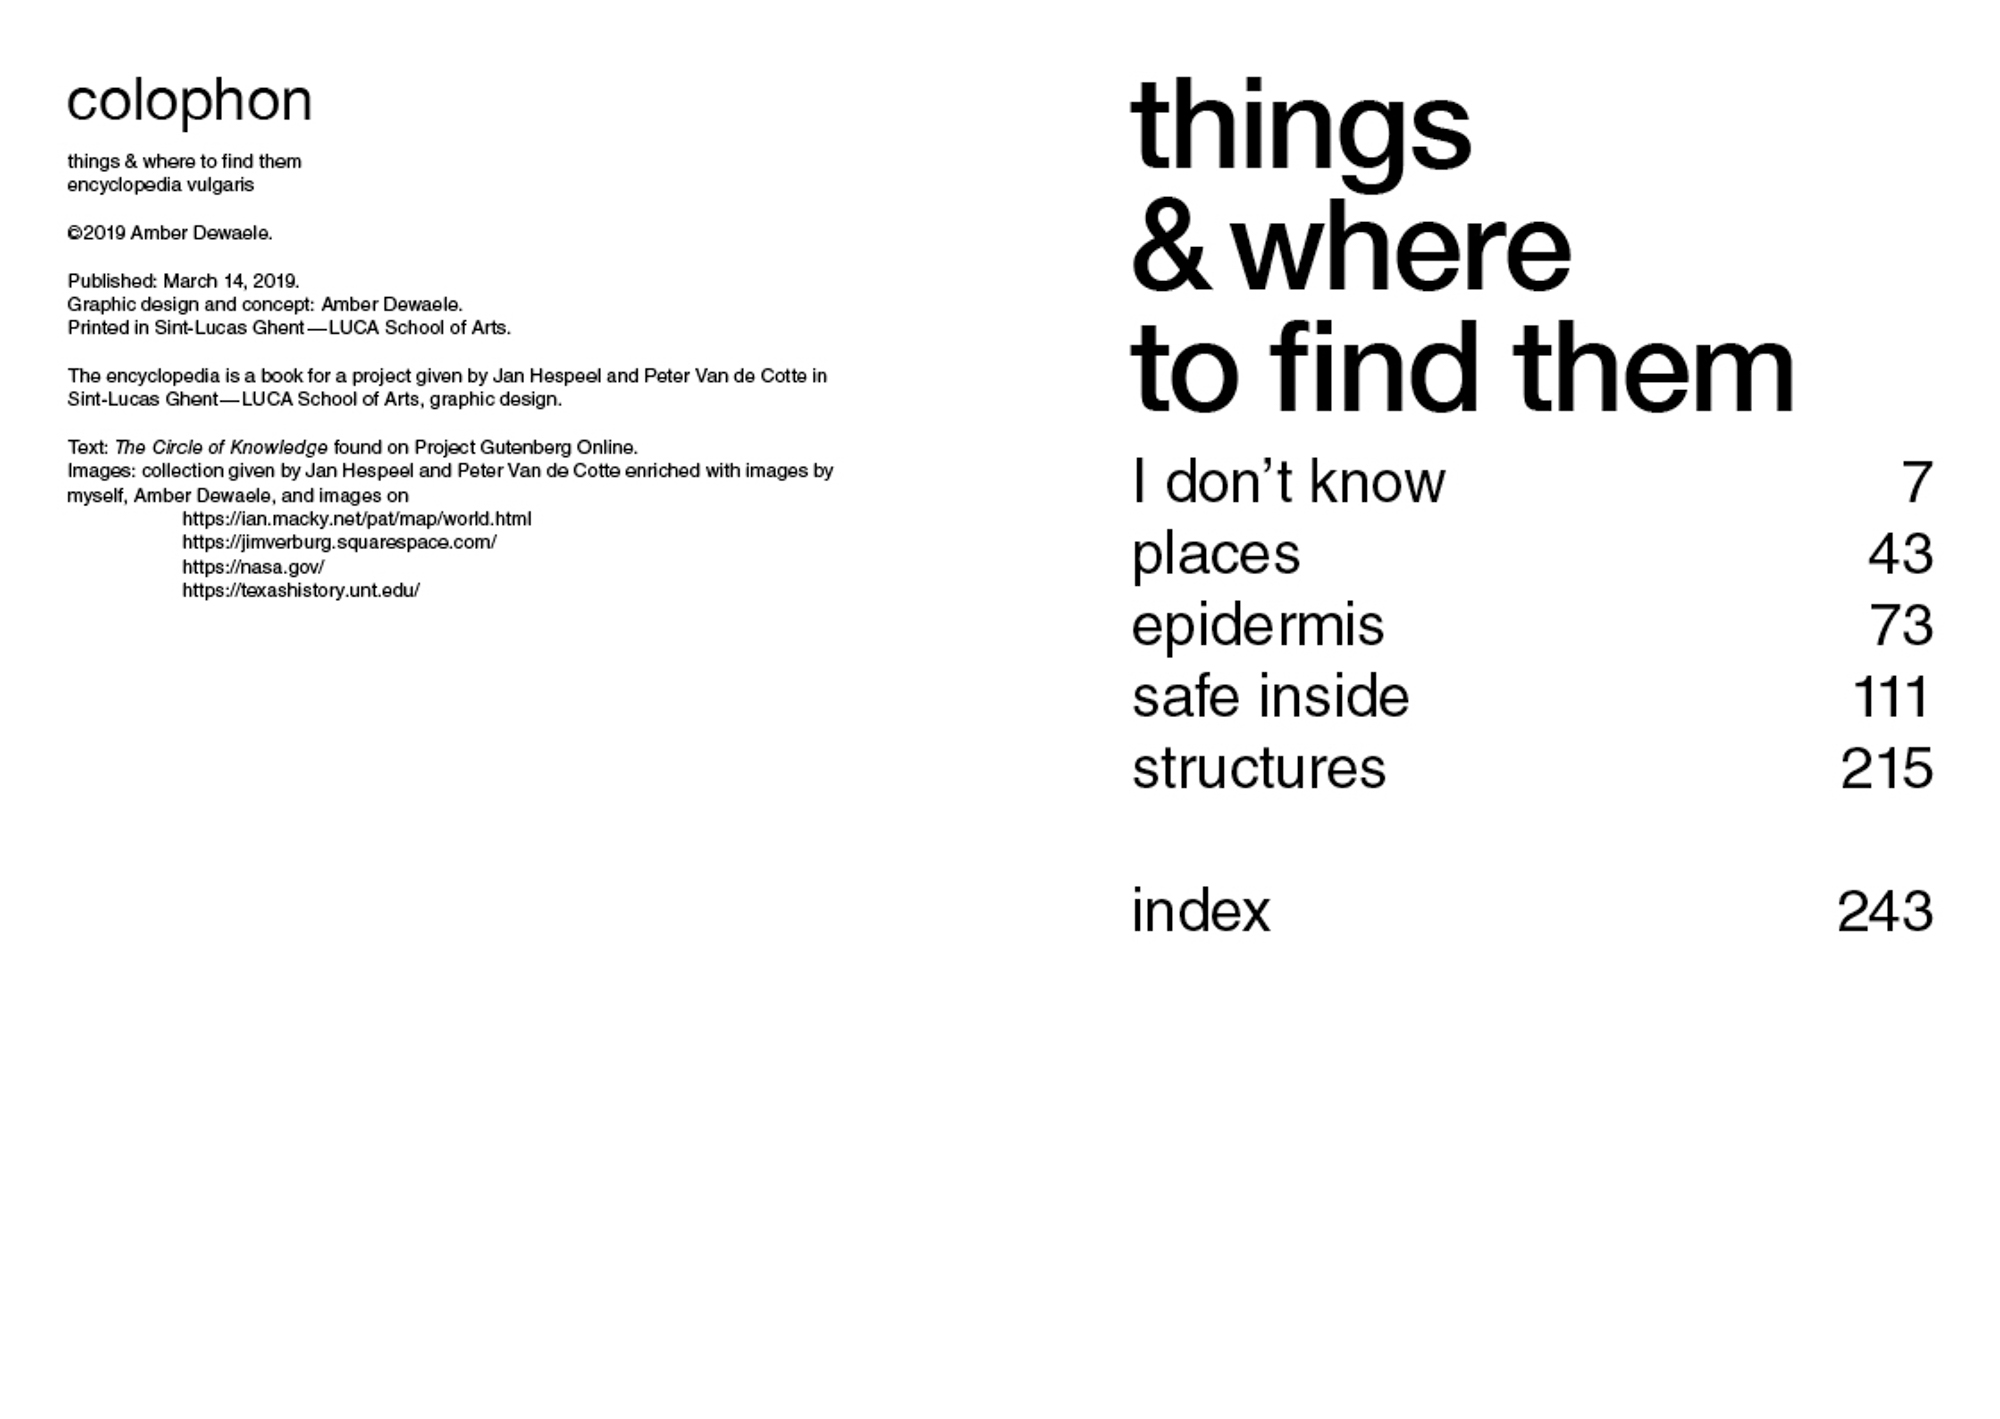 colophon
things & where to find them
encyclopedia vulgaris
©2019 Amber Dewaele.
Published: March 14, 2019.
Graphic design and concept: Amber Dewaele.
Printed in Sint-Lucas Ghent—LUCA School of Arts.
The encyclopedia is a book for a project given by Jan Hespeel and Peter Van de Cotte in
Sint-Lucas Ghent—LUCA School of Arts, graphic design.
Text: The Circle of Knowledge found on Project Gutenberg Online.
Images: collection given by Jan Hespeel and Peter Van de Cotte enriched with images by
myself, Amber Dewaele, and images on
https://ian.macky.net/pat/map/world.html
https://jimverburg.squarespace.com/
https://nasa.gov/
https://texashistory.unt.edu/
things
& where
to find them
I don’t know 7
places 43
epidermis 73
safe inside 111
structures 215
index 243